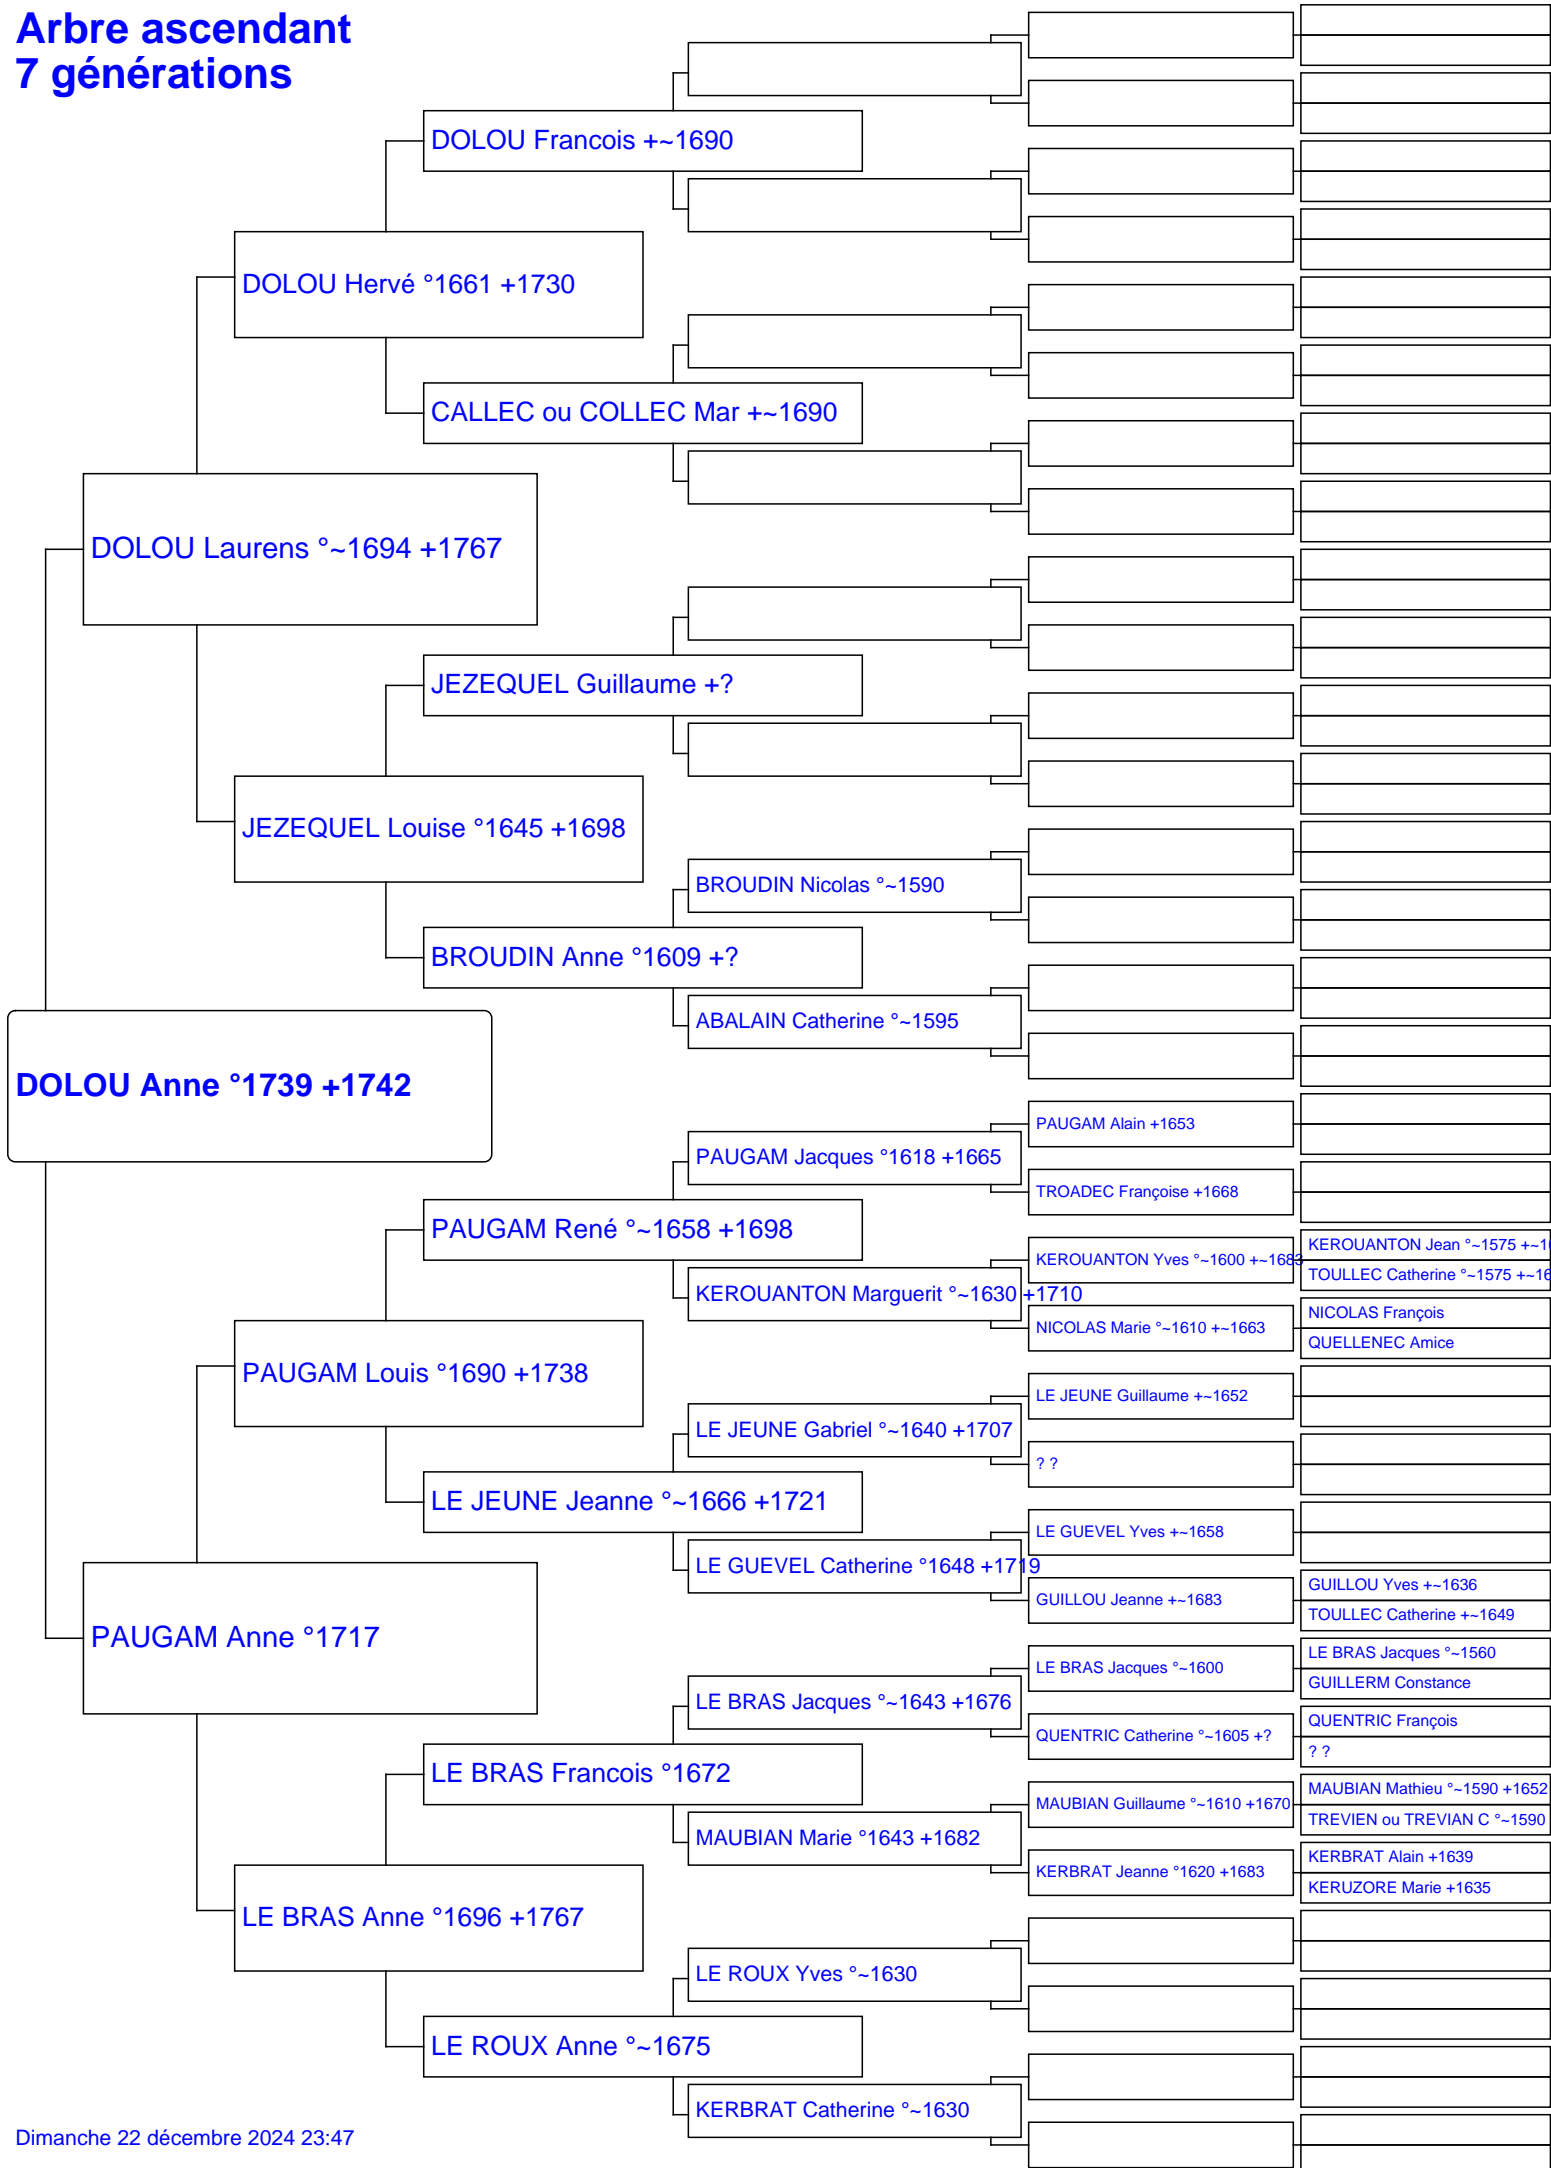 Arbre ascendant
7 générations
DOLOU Francois +~1690
DOLOU Hervé °1661 +1730
CALLEC ou COLLEC Mar +~1690
DOLOU Laurens °~1694 +1767
JEZEQUEL Guillaume +?
JEZEQUEL Louise °1645 +1698
BROUDIN Nicolas °~1590
BROUDIN Anne °1609 +?
ABALAIN Catherine °~1595
DOLOU Anne °1739 +1742
PAUGAM Alain +1653
PAUGAM Jacques °1618 +1665
TROADEC Françoise +1668
PAUGAM René °~1658 +1698
KEROUANTON Jean °~1575 +~1
KEROUANTON Yves °~1600 +~1683
TOULLEC Catherine °~1575 +~16
KEROUANTON Marguerit °~1630 +1710
NICOLAS François
NICOLAS Marie °~1610 +~1663
QUELLENEC Amice
PAUGAM Louis °1690 +1738
LE JEUNE Guillaume +~1652
LE JEUNE Gabriel °~1640 +1707
? ?
LE JEUNE Jeanne °~1666 +1721
LE GUEVEL Yves +~1658
LE GUEVEL Catherine °1648 +1719
GUILLOU Yves +~1636
GUILLOU Jeanne +~1683
TOULLEC Catherine +~1649
PAUGAM Anne °1717
LE BRAS Jacques °~1560
LE BRAS Jacques °~1600
GUILLERM Constance
LE BRAS Jacques °~1643 +1676
QUENTRIC François
QUENTRIC Catherine °~1605 +?
? ?
LE BRAS Francois °1672
MAUBIAN Mathieu °~1590 +1652
MAUBIAN Guillaume °~1610 +1670
TREVIEN ou TREVIAN C °~1590
MAUBIAN Marie °1643 +1682
KERBRAT Alain +1639
KERBRAT Jeanne °1620 +1683
KERUZORE Marie +1635
LE BRAS Anne °1696 +1767
LE ROUX Yves °~1630
LE ROUX Anne °~1675
KERBRAT Catherine °~1630
Dimanche 22 décembre 2024 23:47